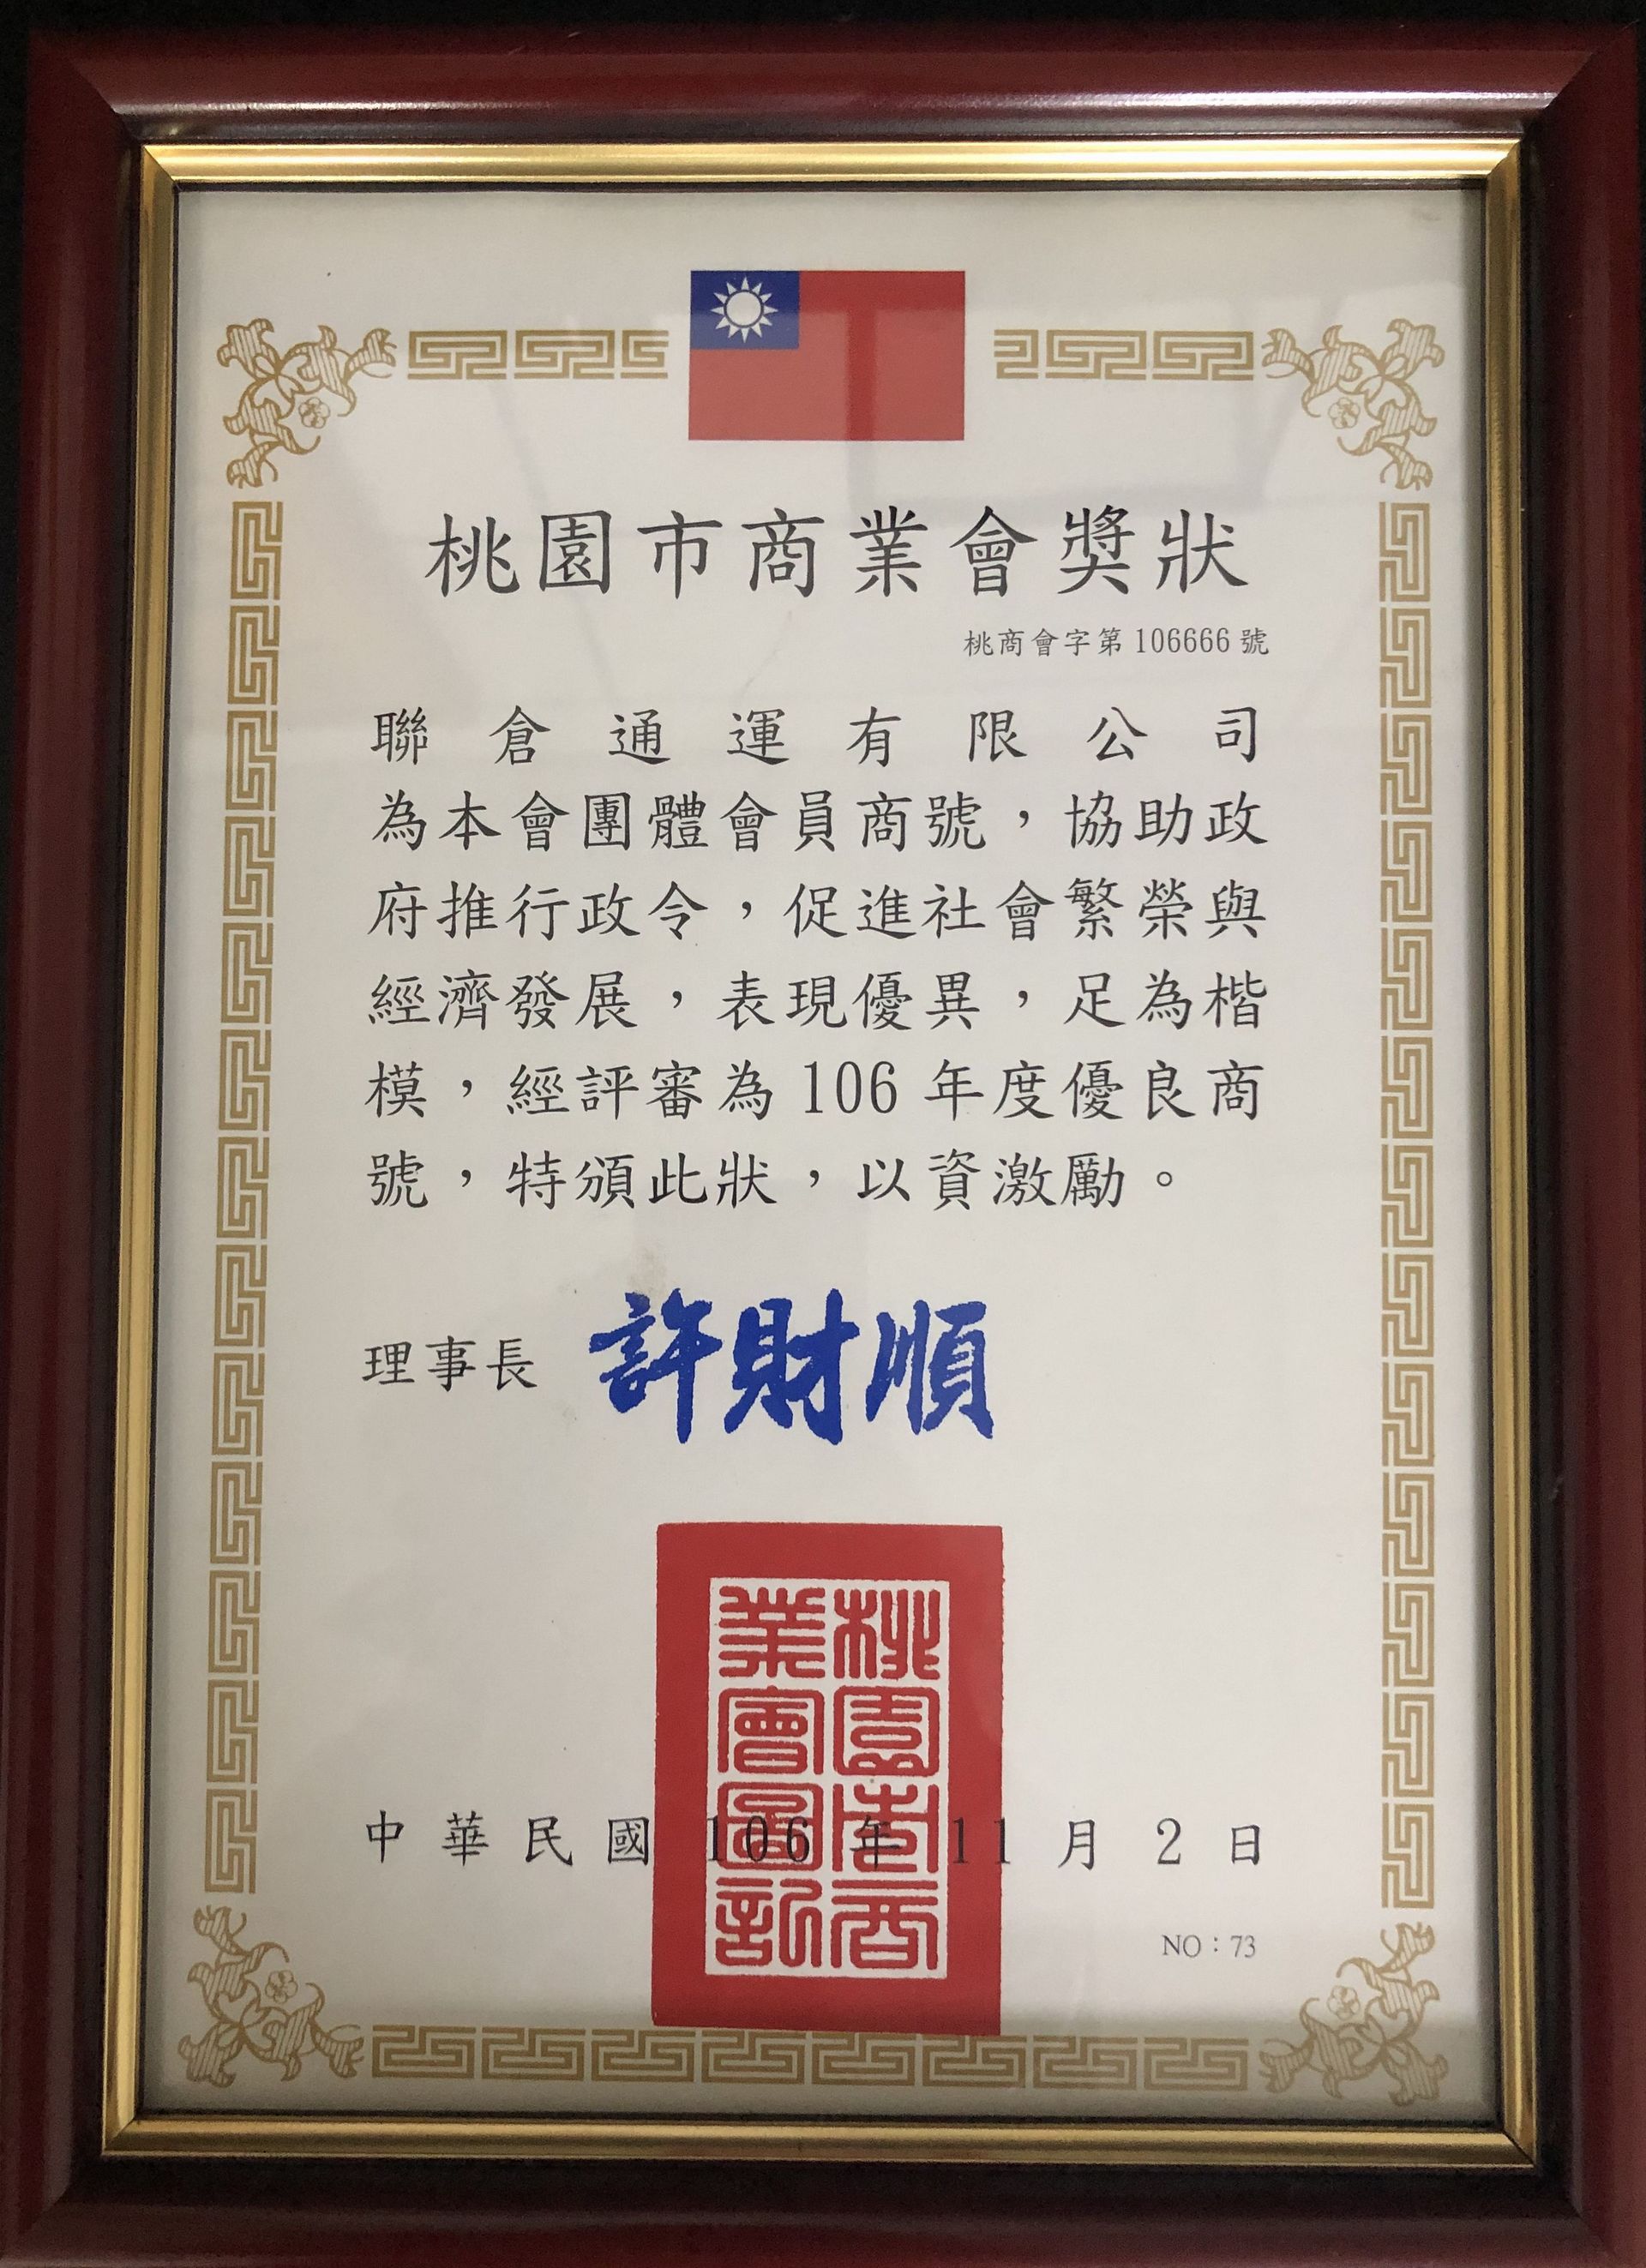 桃園市商業會獎狀
桃商會字第106666號
聯倉通運有限公司
為本會團體會員商號，協助政
府推行政令，促進社會繁榮與
經濟發展，表現優異，足為楷
模，經評審為106年度優良商
號，特頒此狀，以資激勵。
理事長 許財順
桃園市商
業會圖記
中華民國106年11月2日
NO：73